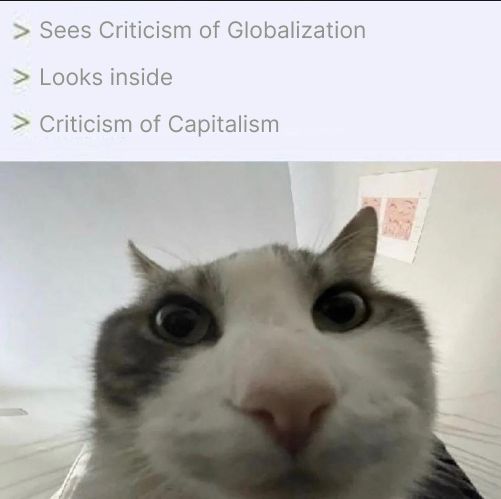 > Sees Criticism of Globalization
> Looks inside
> Criticism of Capitalism